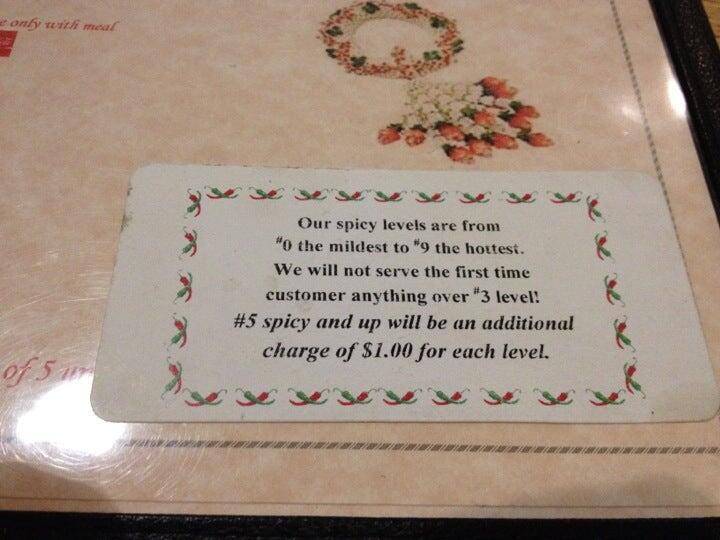 only with meal
Our spicy levels are from
#0 the mildest to #9 the hottest.
We will not serve the first time
customer anything over #3 level!
#5 spicy and up will be an additional
charge of $1.00 for each level.
of 5